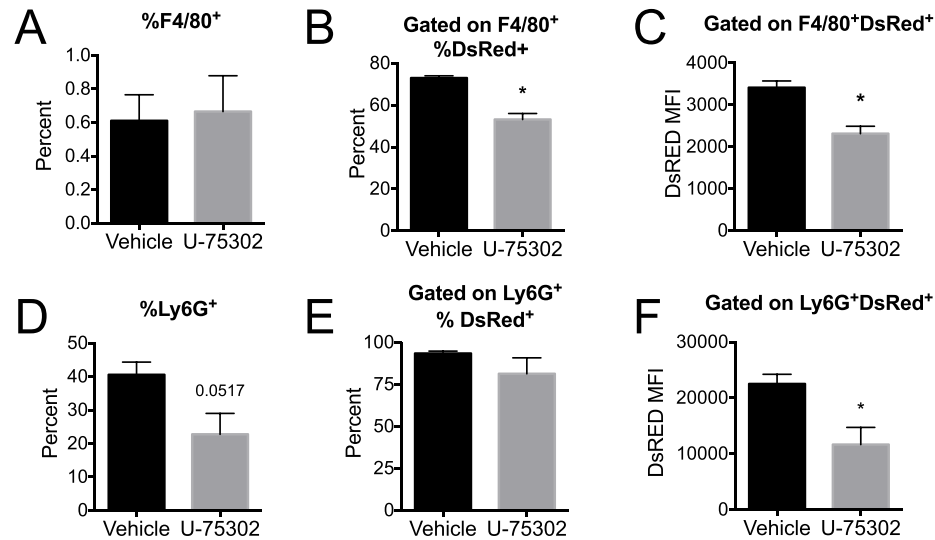 A
%F4/80⁺
Percent
1.0
0.8
0.6
0.4
0.2
0.0
Vehicle U-75302
B
Gated on F4/80⁺
%DsRed+
Percent
80
60
40
20
0
*
Vehicle U-75302
C
Gated on F4/80⁺DsRed⁺
DsRED MFI
4000
3000
2000
1000
0
*
Vehicle U-75302
D
%Ly6G⁺
Percent
50
40
30
20
10
0
0.0517
Vehicle U-75302
E
Gated on Ly6G⁺
% DsRed⁺
Percent
100
75
50
25
0
Vehicle U-75302
F
Gated on Ly6G⁺DsRed⁺
DsRED MFI
30000
20000
10000
0
*
Vehicle U-75302